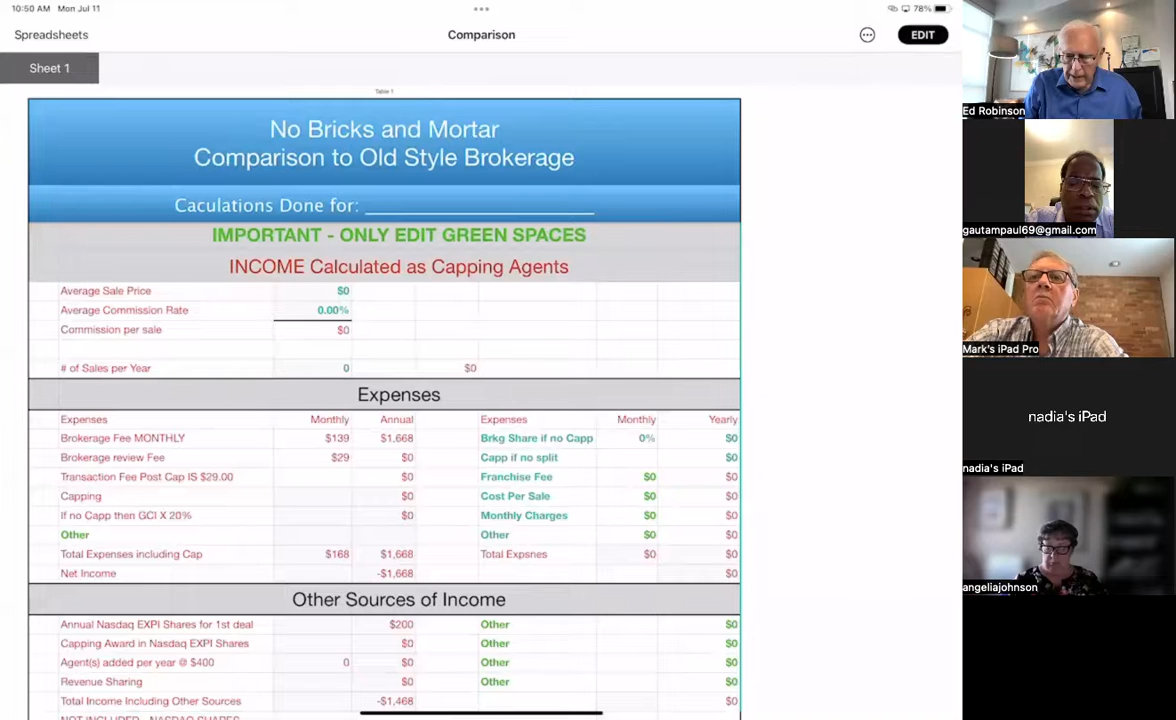 10:50 AM Mon Jul 11
78%
Spreadsheets
Comparison
EDIT
Sheet 1
Table 1
No Bricks and Mortar
Comparison to Old Style Brokerage
Caculations Done for: ______________________
IMPORTANT - ONLY EDIT GREEN SPACES
INCOME Calculated as Capping Agents
Average Sale Price $0
Average Commission Rate 0.00%
Commission per sale $0
# of Sales per Year 0 $0
Expenses
Expenses Monthly Annual Expenses Monthly Yearly
Brokerage Fee MONTHLY $139 $1,668 Brkg Share if no Capp 0% $0
Brokerage review Fee $29 $0 Capp if no split $0
Transaction Fee Post Cap IS $29.00 $0 Franchise Fee $0 $0
Capping $0 Cost Per Sale $0 $0
If no Capp then GCI X 20% $0 Monthly Charges $0 $0
Other Other $0 $0
Total Expenses including Cap $168 $1,668 Total Expsnes $0 $0
Net Income -$1,668 $0
Other Sources of Income
Annual Nasdaq EXPI Shares for 1st deal $200 Other $0
Capping Award in Nasdaq EXPI Shares $0 Other $0
Agent(s) added per year @ $400 0 $0 Other $0
Revenue Sharing $0 Other $0
Total Income Including Other Sources -$1,468 $0
NOT INCLUDED - NASDAQ SHARES
Ed Robinson
gautampaul69@gmail.com
Mark's iPad Pro
nadia's iPad
nadia's iPad
angeliajohnson